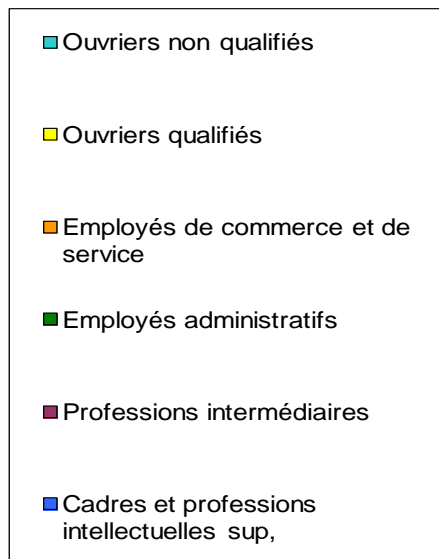 Ouvriers non qualifiés
Ouvriers qualifiés
Employés de commerce et de
service
Employés administratifs
Professions intermédiaires
Cadres et professions
intellectuelles sup,